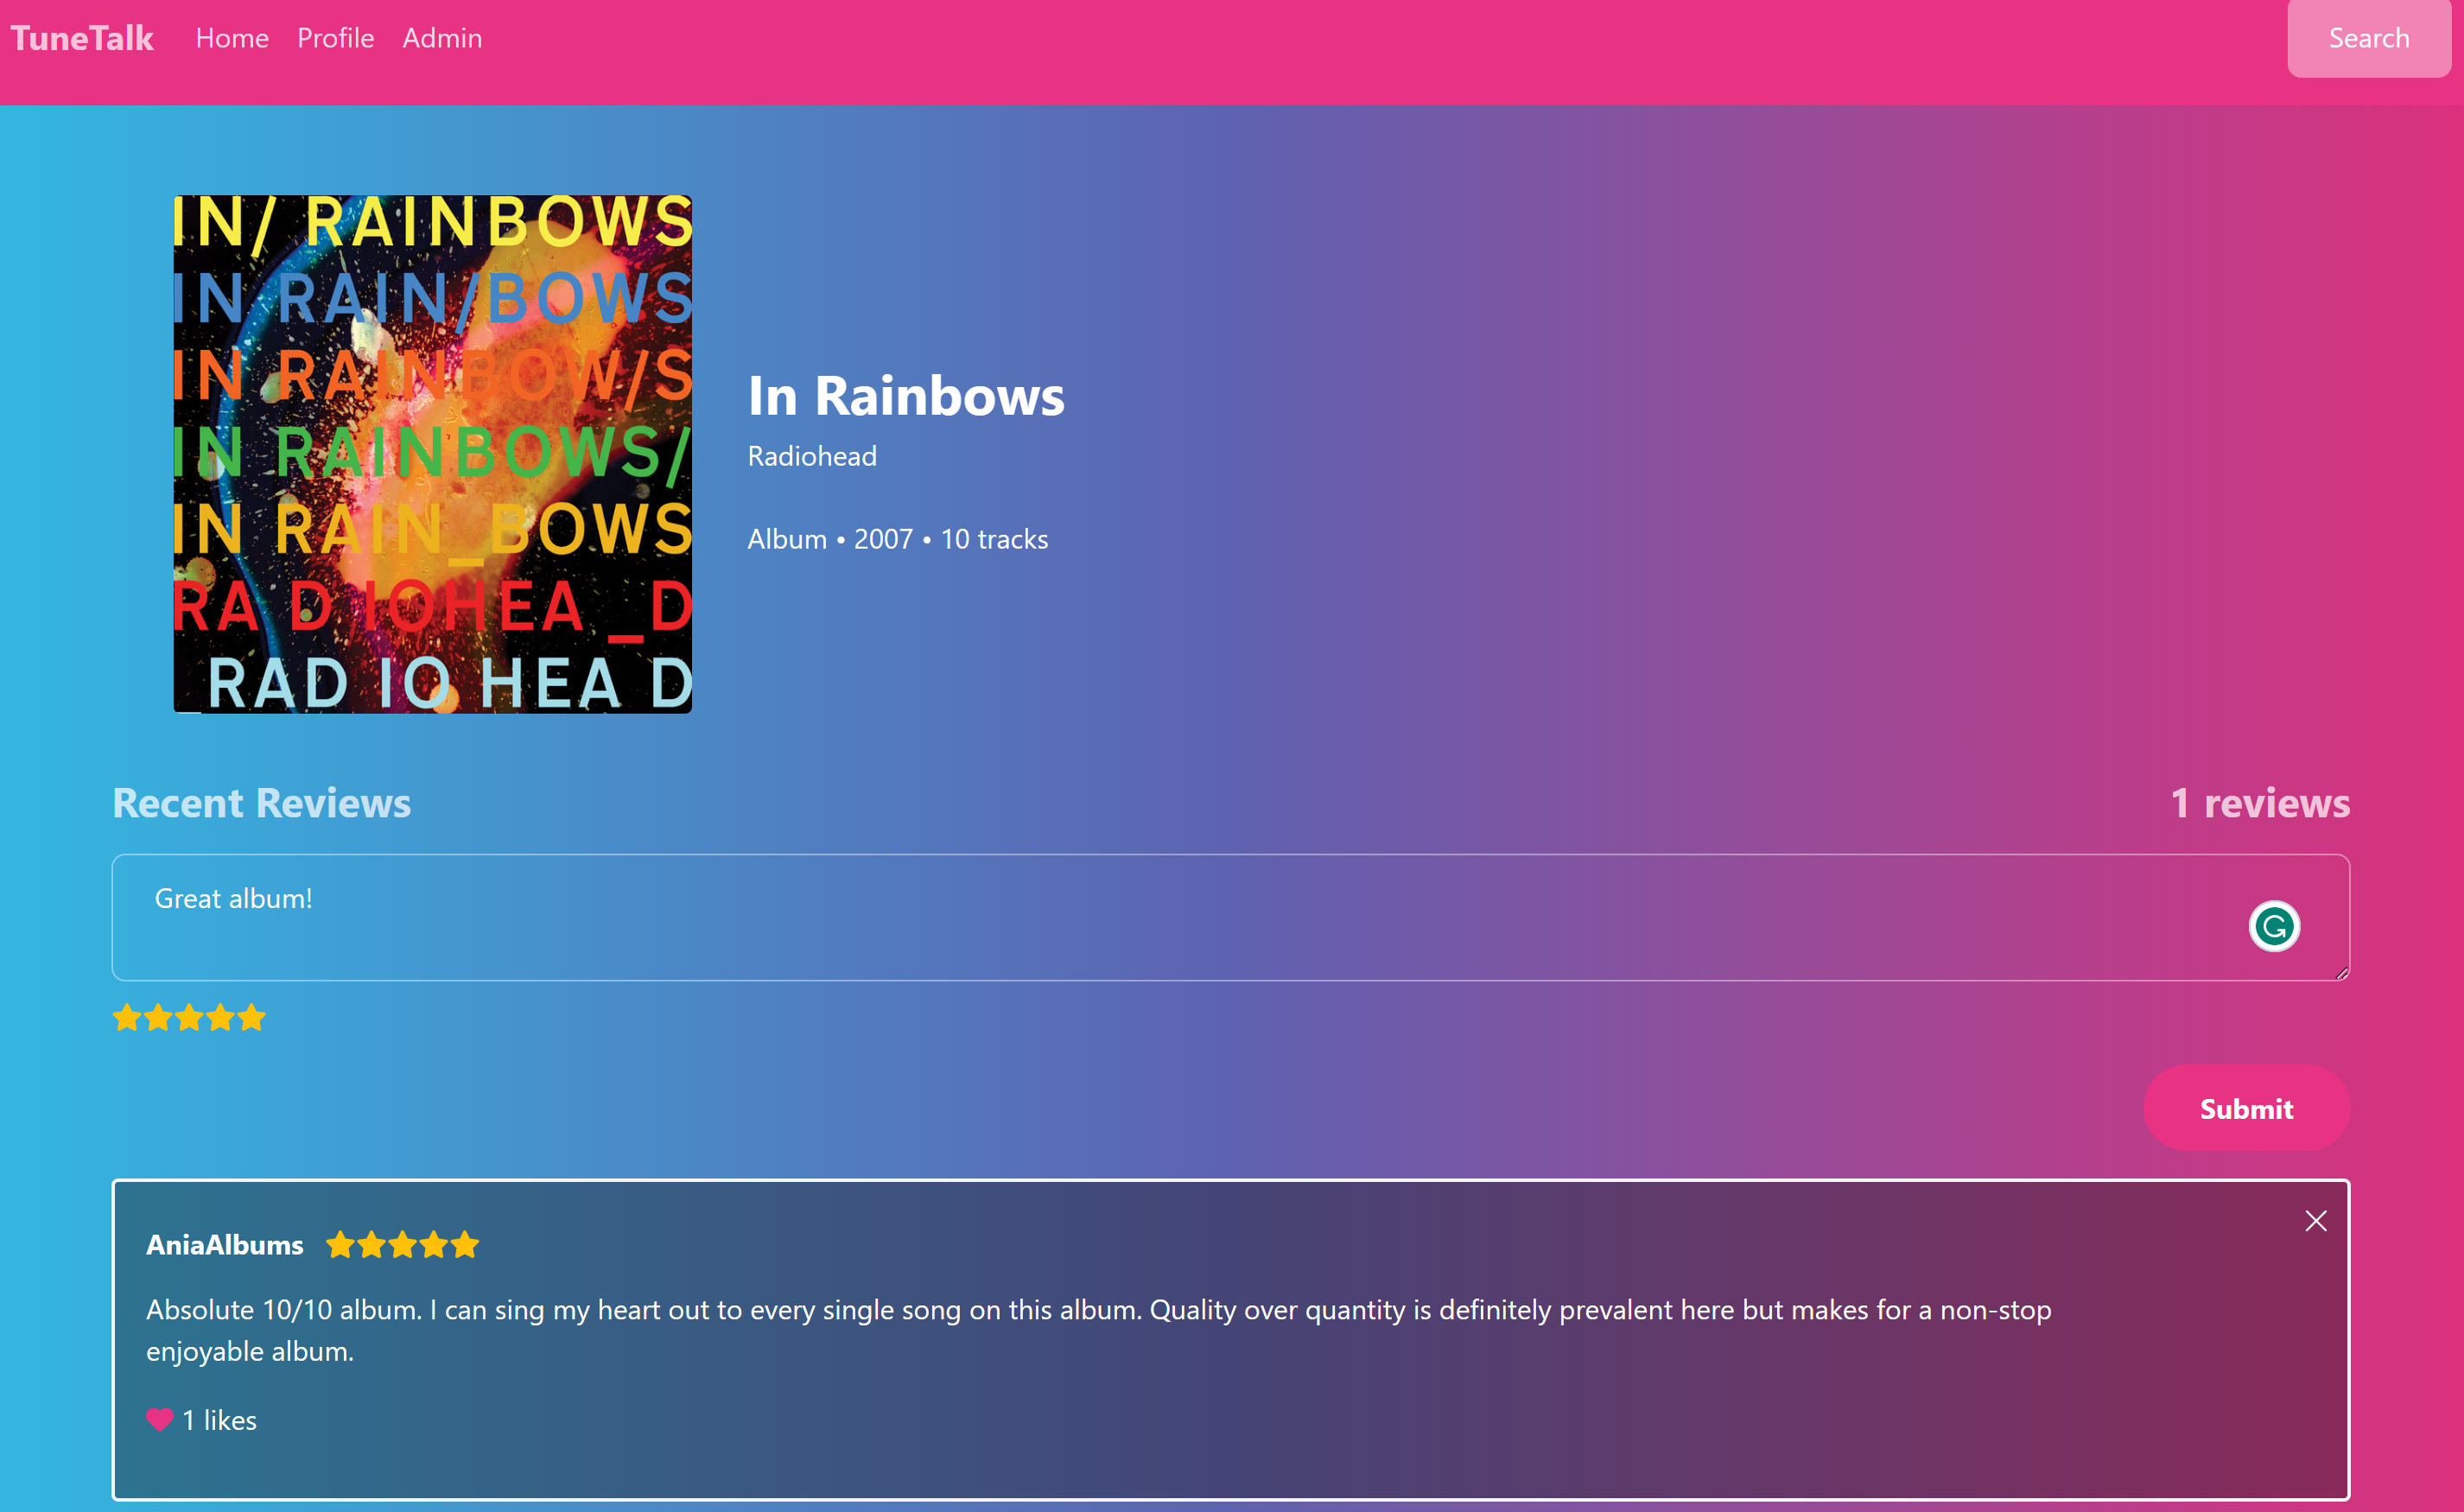 TuneTalk Home Profile Admin Search
IN/ RAINBOWS
IN RAIN/BOWS
IN RAINBOW/S
IN RAINBOWS/
IN RAIN_BOWS
RA D IOHEA _D
_RAD IO HEA D
In Rainbows
Radiohead
Album • 2007 • 10 tracks
Recent Reviews 1 reviews
Great album!
Submit
AniaAlbums
Absolute 10/10 album. I can sing my heart out to every single song on this album. Quality over quantity is definitely prevalent here but makes for a non-stop
enjoyable album.
1 likes